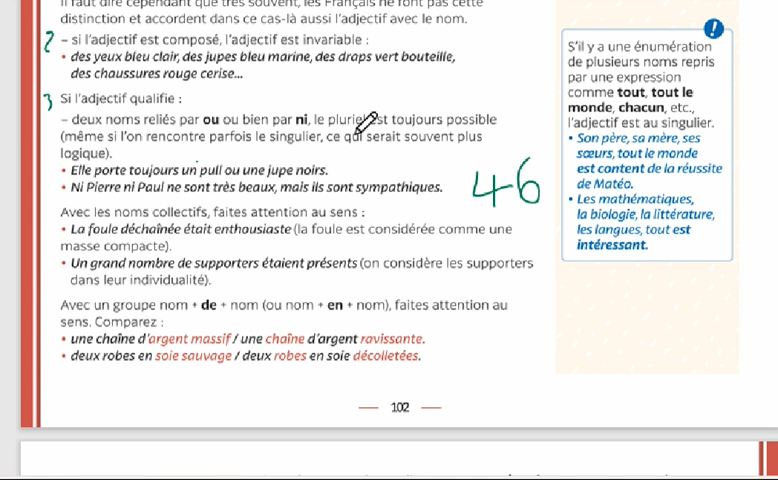 il faut dire cependant que très souvent, les Français ne font pas cette
distinction et accordent dans ce cas-là aussi l'adjectif avec le nom.
2 – si l'adjectif est composé, l'adjectif est invariable :
• des yeux bleu clair, des jupes bleu marine, des draps vert bouteille,
des chaussures rouge cerise...
3 Si l'adjectif qualifie :
– deux noms reliés par ou ou bien par ni, le pluriel est toujours possible
(même si l'on rencontre parfois le singulier, ce qui serait souvent plus
logique).
• Elle porte toujours un pull ou une jupe noirs.
• Ni Pierre ni Paul ne sont très beaux, mais ils sont sympathiques.
46
Avec les noms collectifs, faites attention au sens :
• La foule déchaînée était enthousiaste (la foule est considérée comme une
masse compacte).
• Un grand nombre de supporters étaient présents (on considère les supporters
dans leur individualité).
Avec un groupe nom + de + nom (ou nom + en + nom), faites attention au
sens. Comparez :
• une chaîne d'argent massif / une chaîne d'argent ravissante.
• deux robes en soie sauvage / deux robes en soie décolletées.
102
!
S'il y a une énumération
de plusieurs noms repris
par une expression
comme tout, tout le
monde, chacun, etc.,
l'adjectif est au singulier.
• Son père, sa mère, ses
sœurs, tout le monde
est content de la réussite
de Matéo.
• Les mathématiques,
la biologie, la littérature,
les langues, tout est
intéressant.